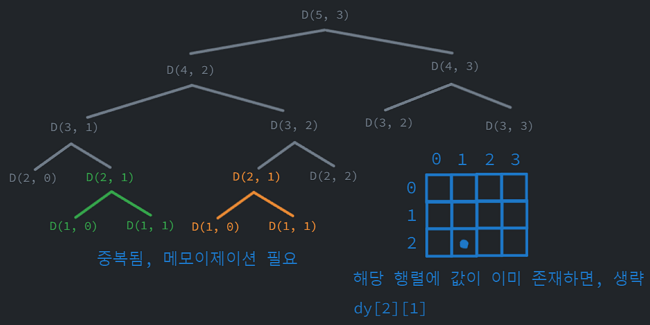 D(5, 3)
D(4, 2)
D(4, 3)
D(3, 1)
D(3, 2)
D(3, 2)
D(3, 3)
D(2, 0)
D(2, 1)
D(2, 1)
D(2, 2)
D(1, 0)
D(1, 1)
D(1, 0)
D(1, 1)
중복됨, 메모이제이션 필요
0 1 2 3
0
1
2
해당 행렬에 값이 이미 존재하면, 생략
dy[2][1]